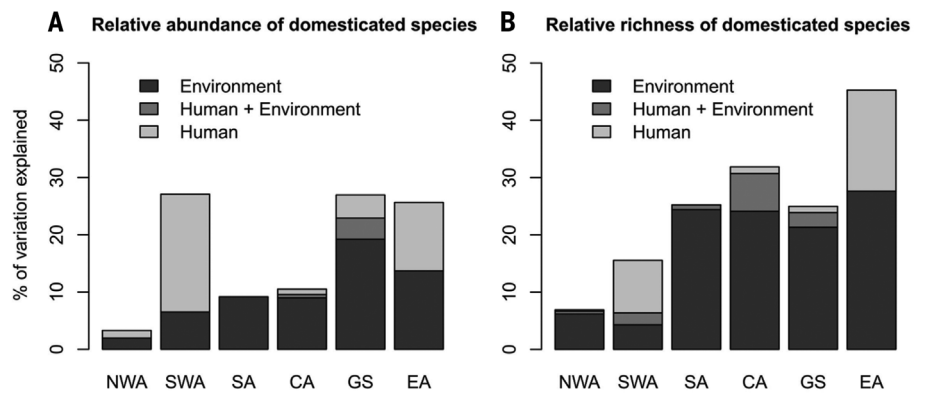 A Relative abundance of domesticated species
50
40
30
20
10
0
% of variation explained
Environment
Human + Environment
Human
NWA SWA SA CA GS EA
B Relative richness of domesticated species
50
40
30
20
10
0
Environment
Human + Environment
Human
NWA SWA SA CA GS EA